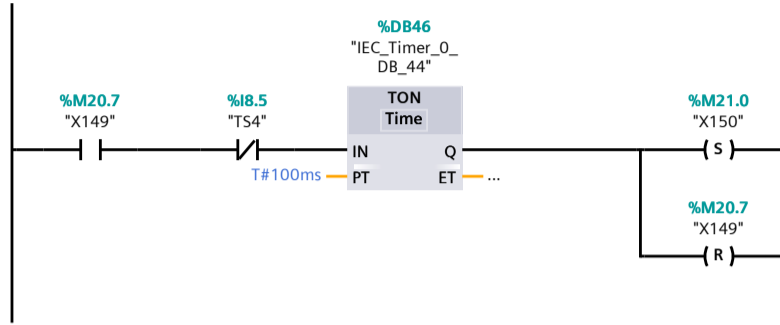 %DB46
"IEC_Timer_0_
DB_44"
%M20.7
"X149"
%I8.5
"TS4"
TON
Time
%M21.0
"X150"
IN
Q
S
T#100ms
PT
ET
...
%M20.7
"X149"
R